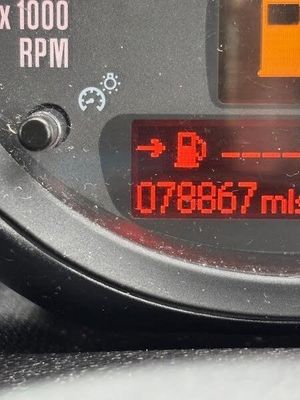 x 1000
RPM
→ -----
078867 mls